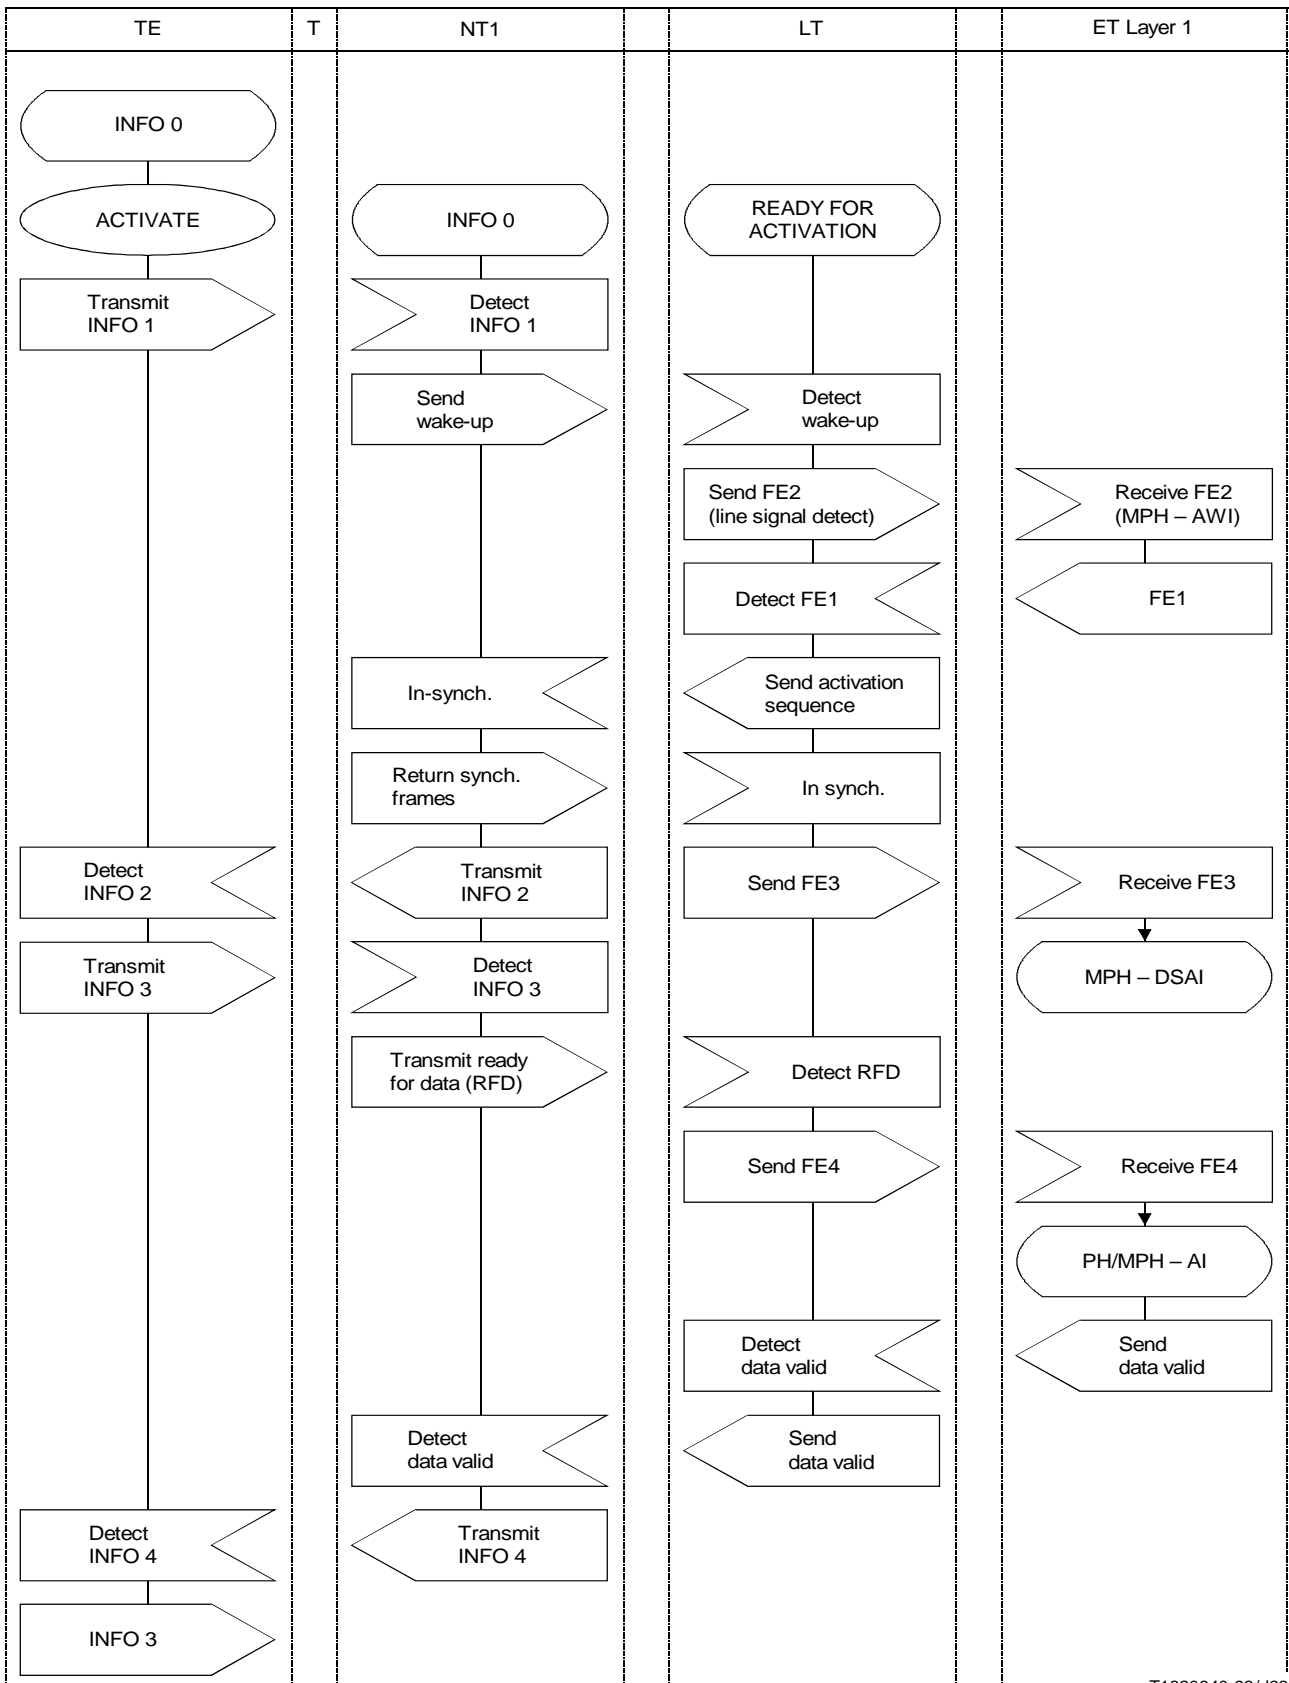 TE T NT1 LT ET Layer 1
INFO 0
ACTIVATE INFO 0 READY FOR
ACTIVATION
Transmit
INFO 1
Detect
INFO 1
Send
wake-up
Detect
wake-up
Send FE2
(line signal detect)
Receive FE2
(MPH – AWI)
Detect FE1 FE1
In-synch.
Send activation
sequence
Return synch.
frames
In synch.
Detect
INFO 2
Transmit
INFO 2
Send FE3 Receive FE3
Transmit
INFO 3
Detect
INFO 3
MPH – DSAI
Transmit ready
for data (RFD)
Detect RFD
Send FE4 Receive FE4
PH/MPH – AI
Detect
data valid
Send
data valid
Detect
data valid
Send
data valid
Detect
INFO 4
Transmit
INFO 4
INFO 3